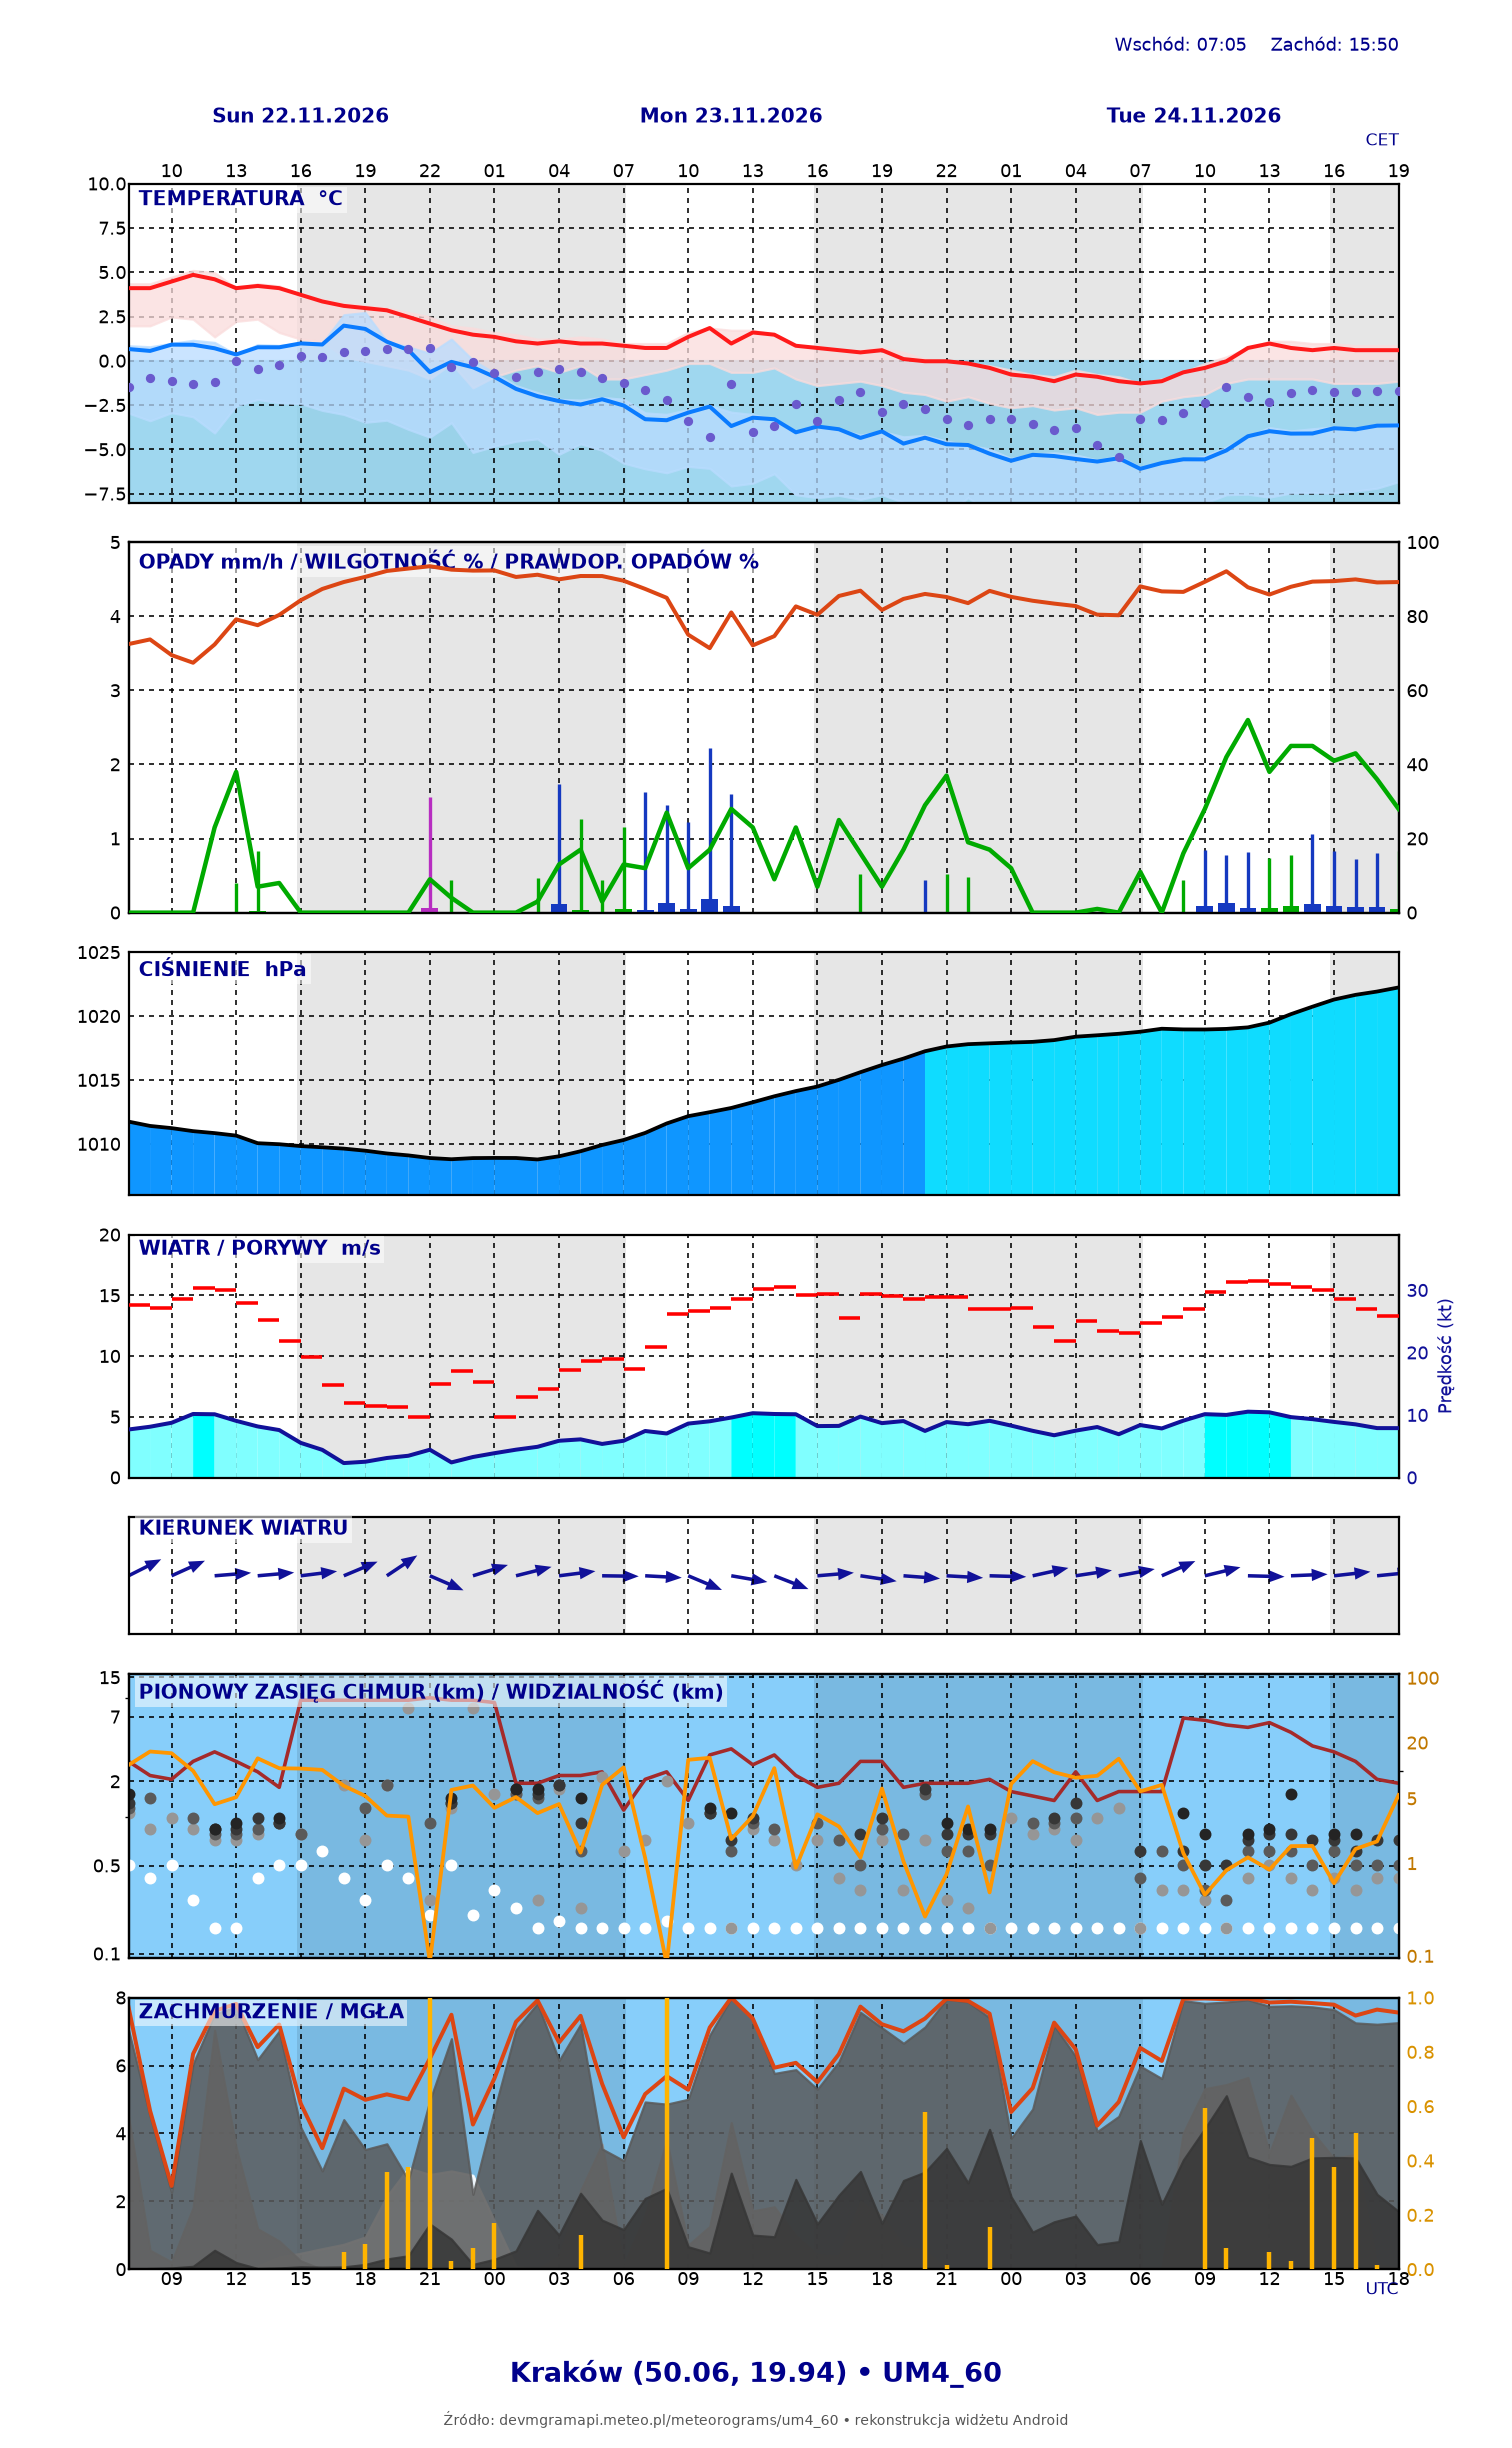 Wschód: 07:05 Zachód: 15:50
Sun 22.11.2026 Mon 23.11.2026 Tue 24.11.2026
CET
10 13 16 19 22 01 04 07 10 13 16 19 22 01 04 07 10 13 16 19
TEMPERATURA °C
10.0
7.5
5.0
2.5
0.0
−2.5
−5.0
−7.5
OPADY mm/h / WILGOTNOŚĆ % / PRAWDOP. OPADÓW %
5 100
4 80
3 60
2 40
1 20
0 0
CIŚNIENIE hPa
1025
1020
1015
1010
WIATR / PORYWY m/s
20
15 30
10 20
5 10
0 0
Prędkość (kt)
KIERUNEK WIATRU
PIONOWY ZASIĘG CHMUR (km) / WIDZIALNOŚĆ (km)
15 100
7 20
2 5
0.5 1
0.1 0.1
ZACHMURZENIE / MGŁA
8 1.0
0.8
6 0.6
4 0.4
2 0.2
0 0.0
09 12 15 18 21 00 03 06 09 12 15 18 21 00 03 06 09 12 15 18
UTC
Kraków (50.06, 19.94) • UM4_60
Źródło: devmgramapi.meteo.pl/meteorograms/um4_60 • rekonstrukcja widżetu Android